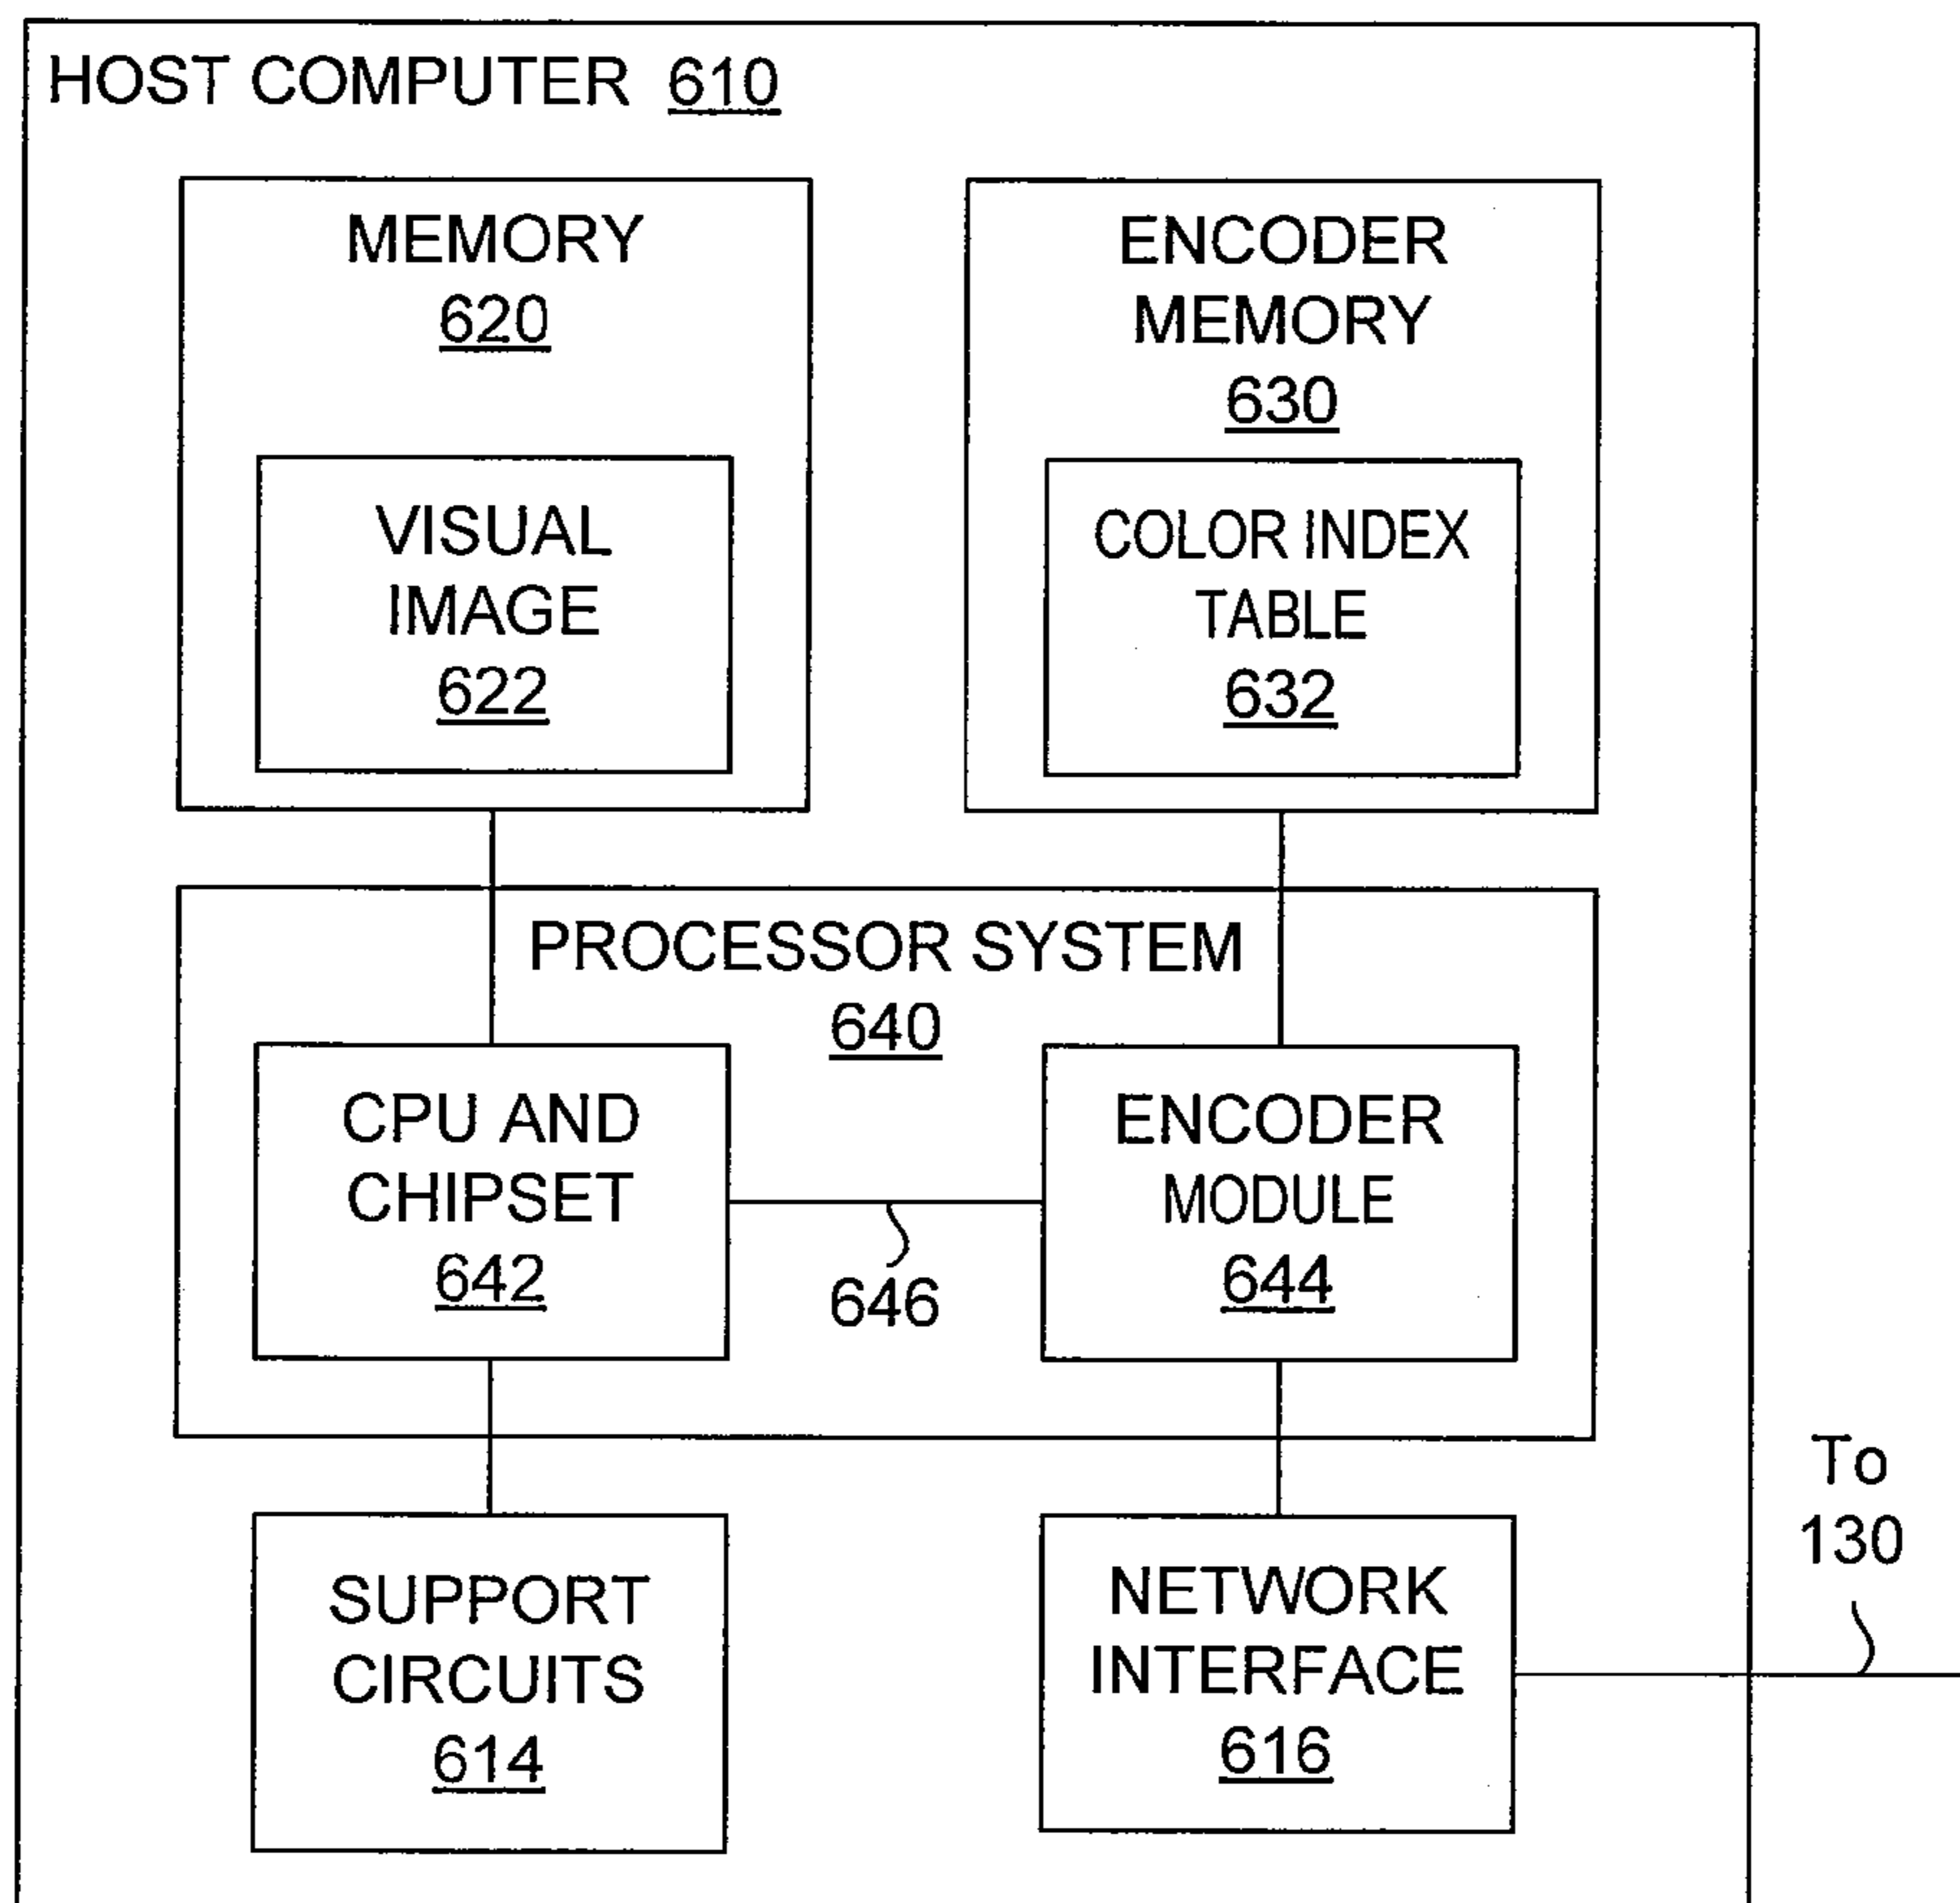 HOST COMPUTER 610
MEMORY
620
VISUAL
IMAGE
622
ENCODER
MEMORY
630
COLOR INDEX
TABLE
632
PROCESSOR SYSTEM
640
CPU AND
CHIPSET
642
646
ENCODER
MODULE
644
SUPPORT
CIRCUITS
614
NETWORK
INTERFACE
616
To
130